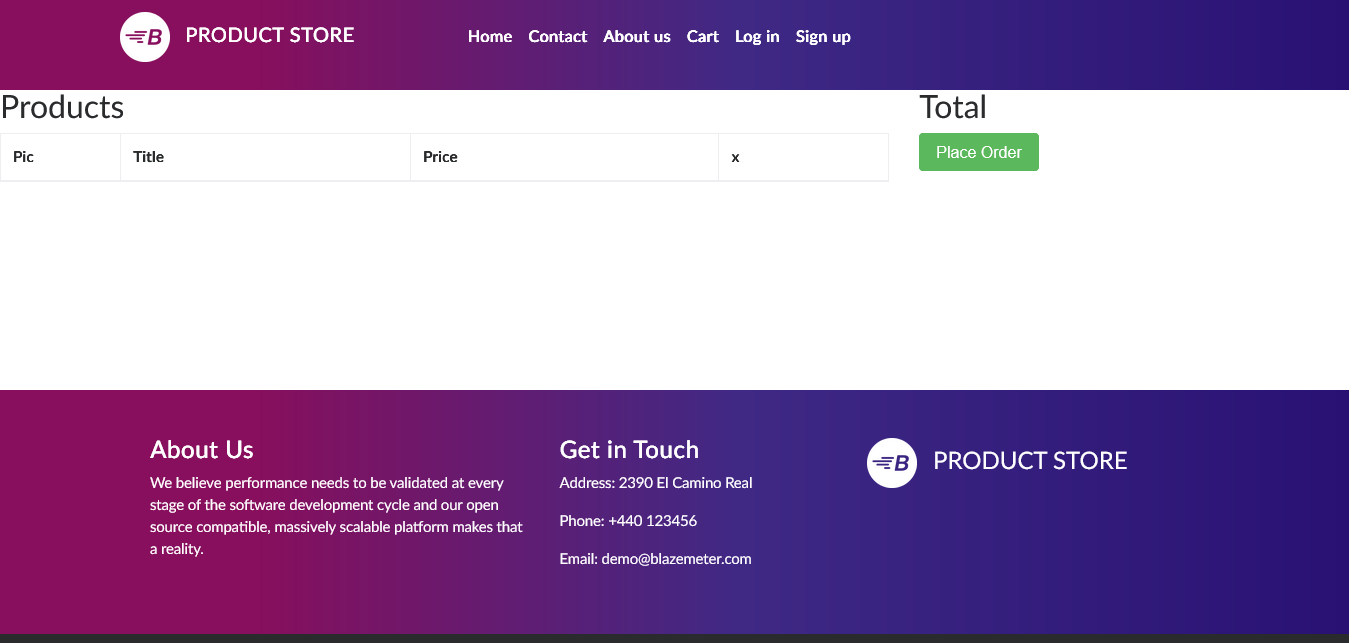 B PRODUCT STORE Home Contact About us Cart Log in Sign up
Products
Pic Title Price x
Total
Place Order
About Us
We believe performance needs to be validated at every
stage of the software development cycle and our open
source compatible, massively scalable platform makes that
a reality.
Get in Touch
Address: 2390 El Camino Real
Phone: +440 123456
Email: demo@blazemeter.com
B PRODUCT STORE